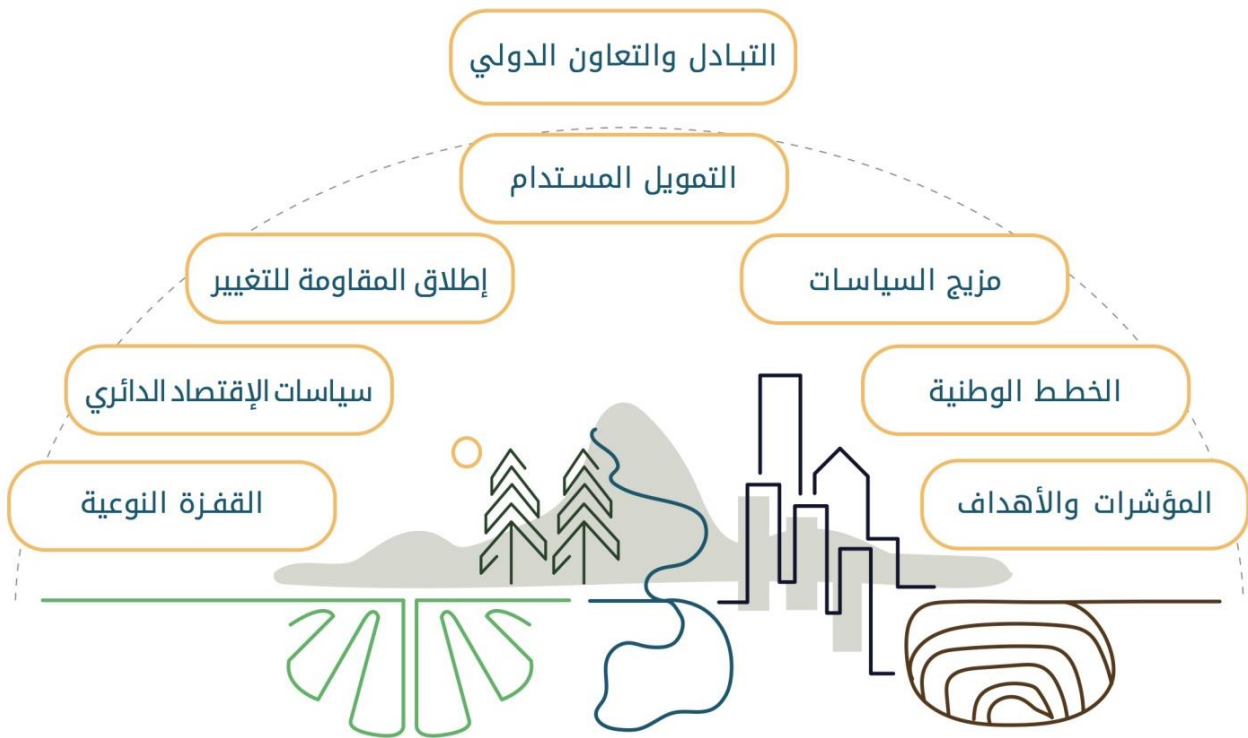 التبادل والتعاون الدولي
التمويل المستدام
مزيج السياسات
إطلاق المقاومة للتغيير
الخطط الوطنية
سياسات الإقتصاد الدائري
المؤشرات والأهداف
القفزة النوعية